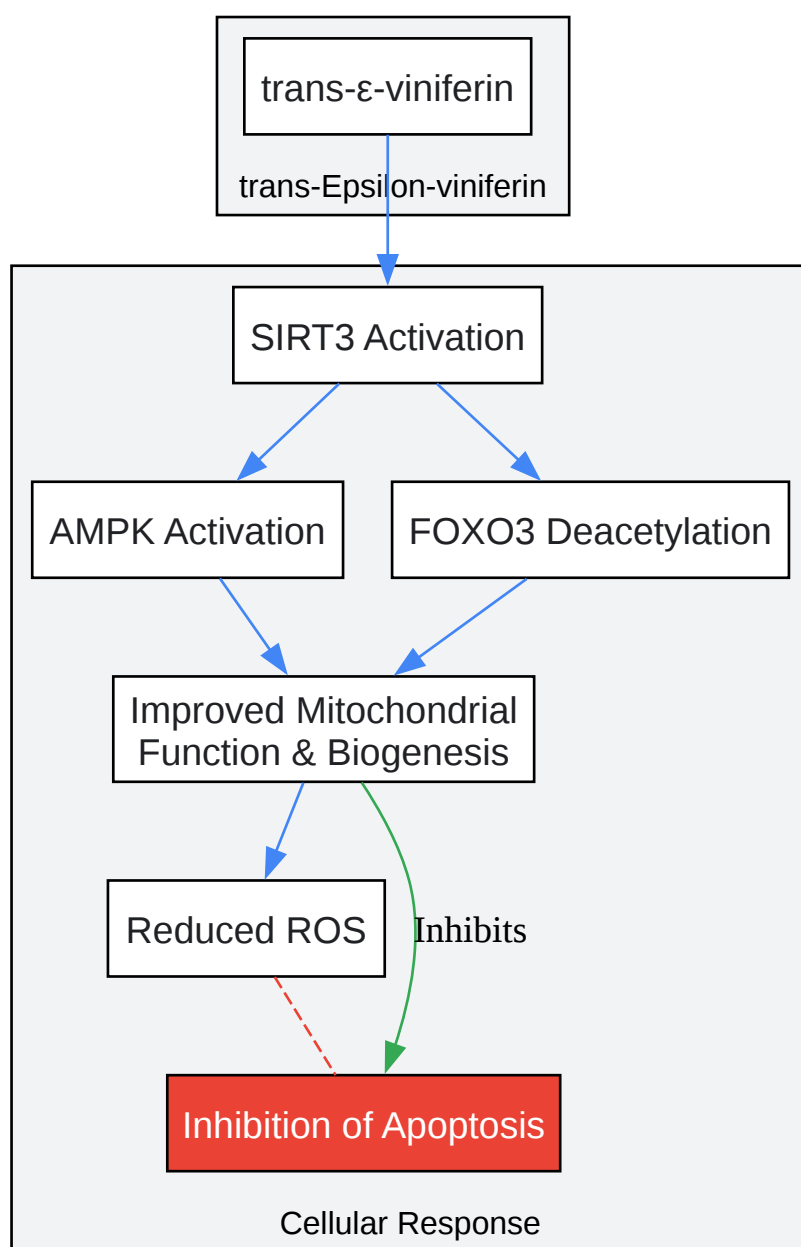 trans-ε-viniferin
trans-Epsilon-viniferin
SIRT3 Activation
AMPK Activation
FOXO3 Deacetylation
Improved Mitochondrial
Function & Biogenesis
Reduced ROS
Inhibits
Inhibition of Apoptosis
Cellular Response